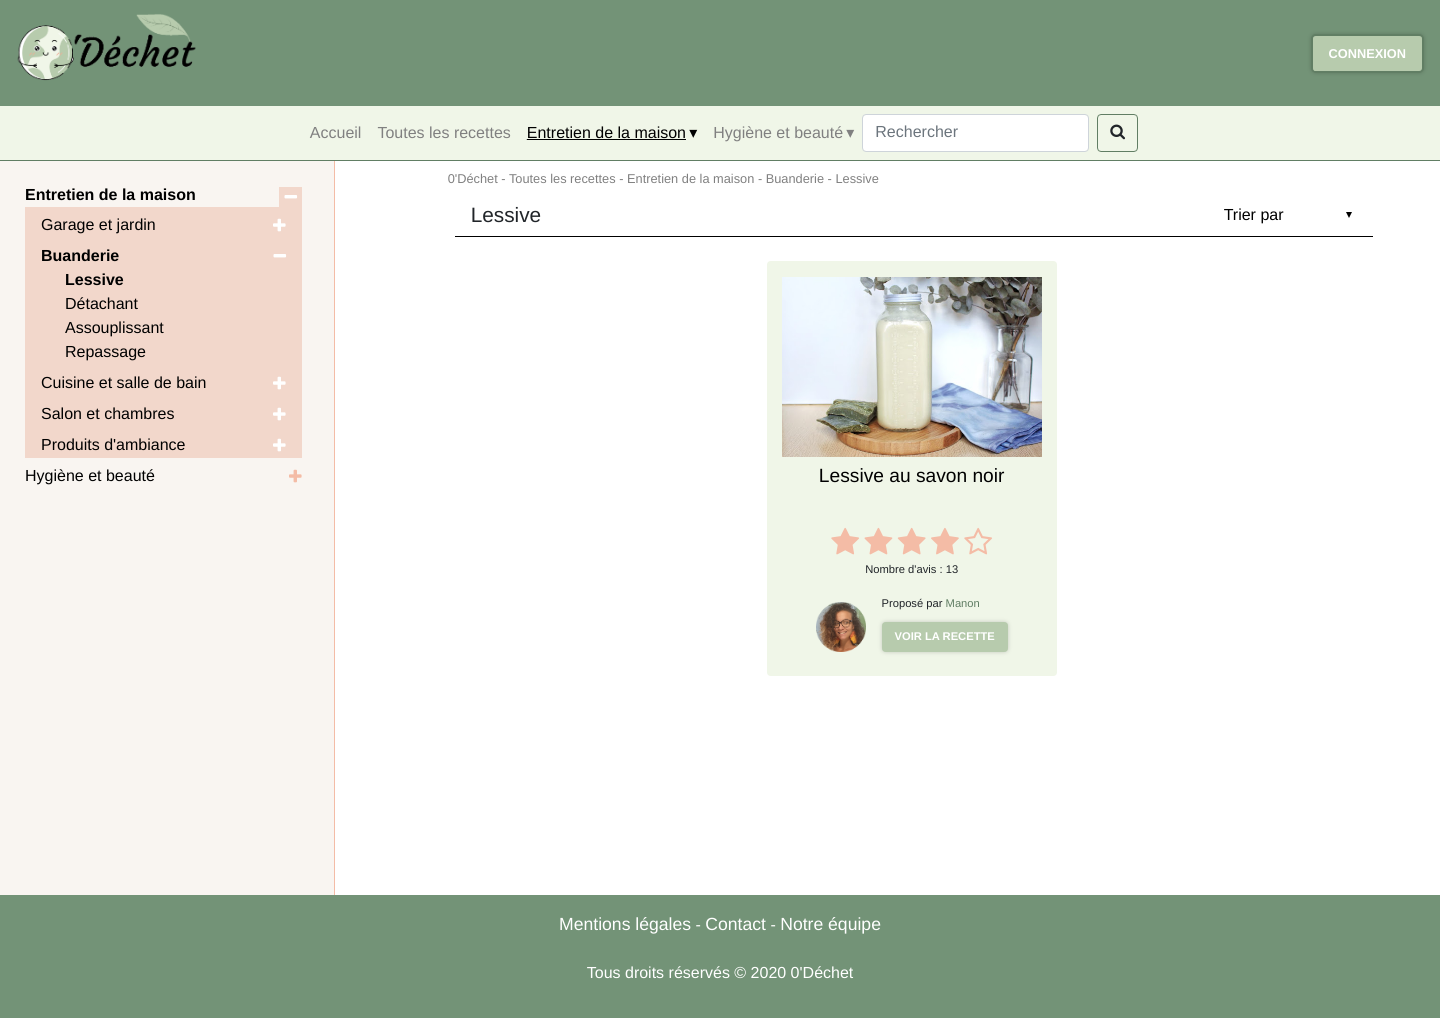 'Déchet
CONNEXION
Accueil Toutes les recettes Entretien de la maison ▾ Hygiène et beauté ▾ Rechercher
0'Déchet - Toutes les recettes - Entretien de la maison - Buanderie - Lessive
Entretien de la maison
Garage et jardin
Buanderie
Lessive
Détachant
Assouplissant
Repassage
Cuisine et salle de bain
Salon et chambres
Produits d'ambiance
Hygiène et beauté
Lessive
Trier par
Lessive au savon noir
Nombre d'avis : 13
Proposé par Manon
VOIR LA RECETTE
Mentions légales - Contact - Notre équipe
Tous droits réservés © 2020 0'Déchet